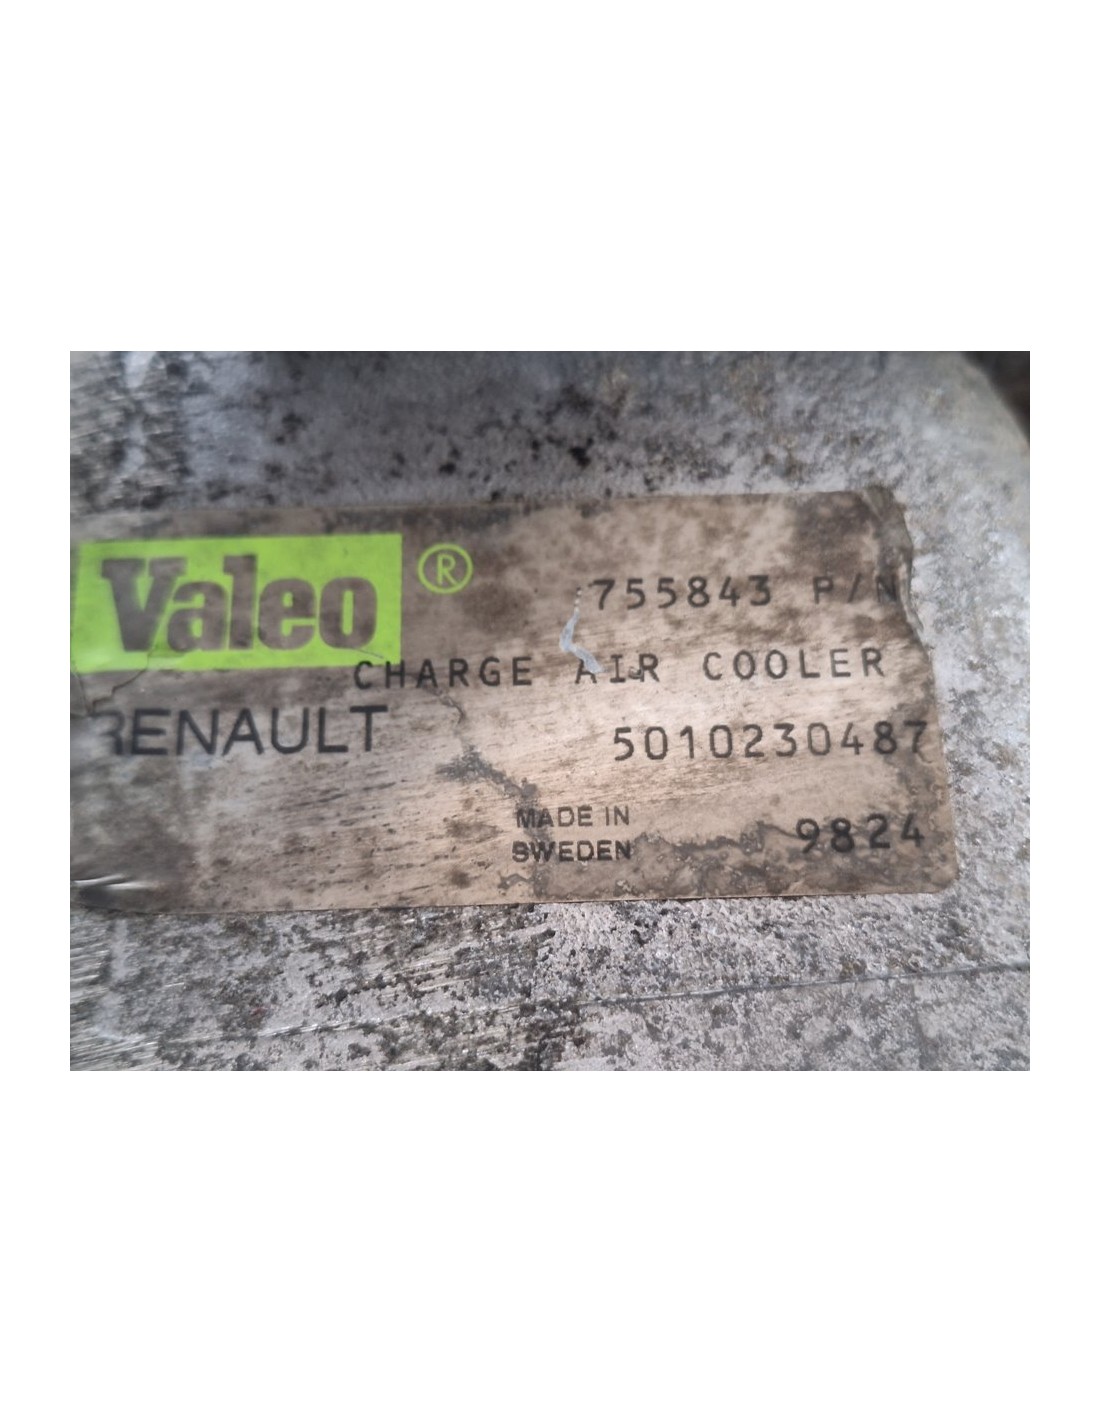 Valeo ®
755843 P/N
CHARGE AIR COOLER
RENAULT
5010230487
MADE IN
SWEDEN
9824